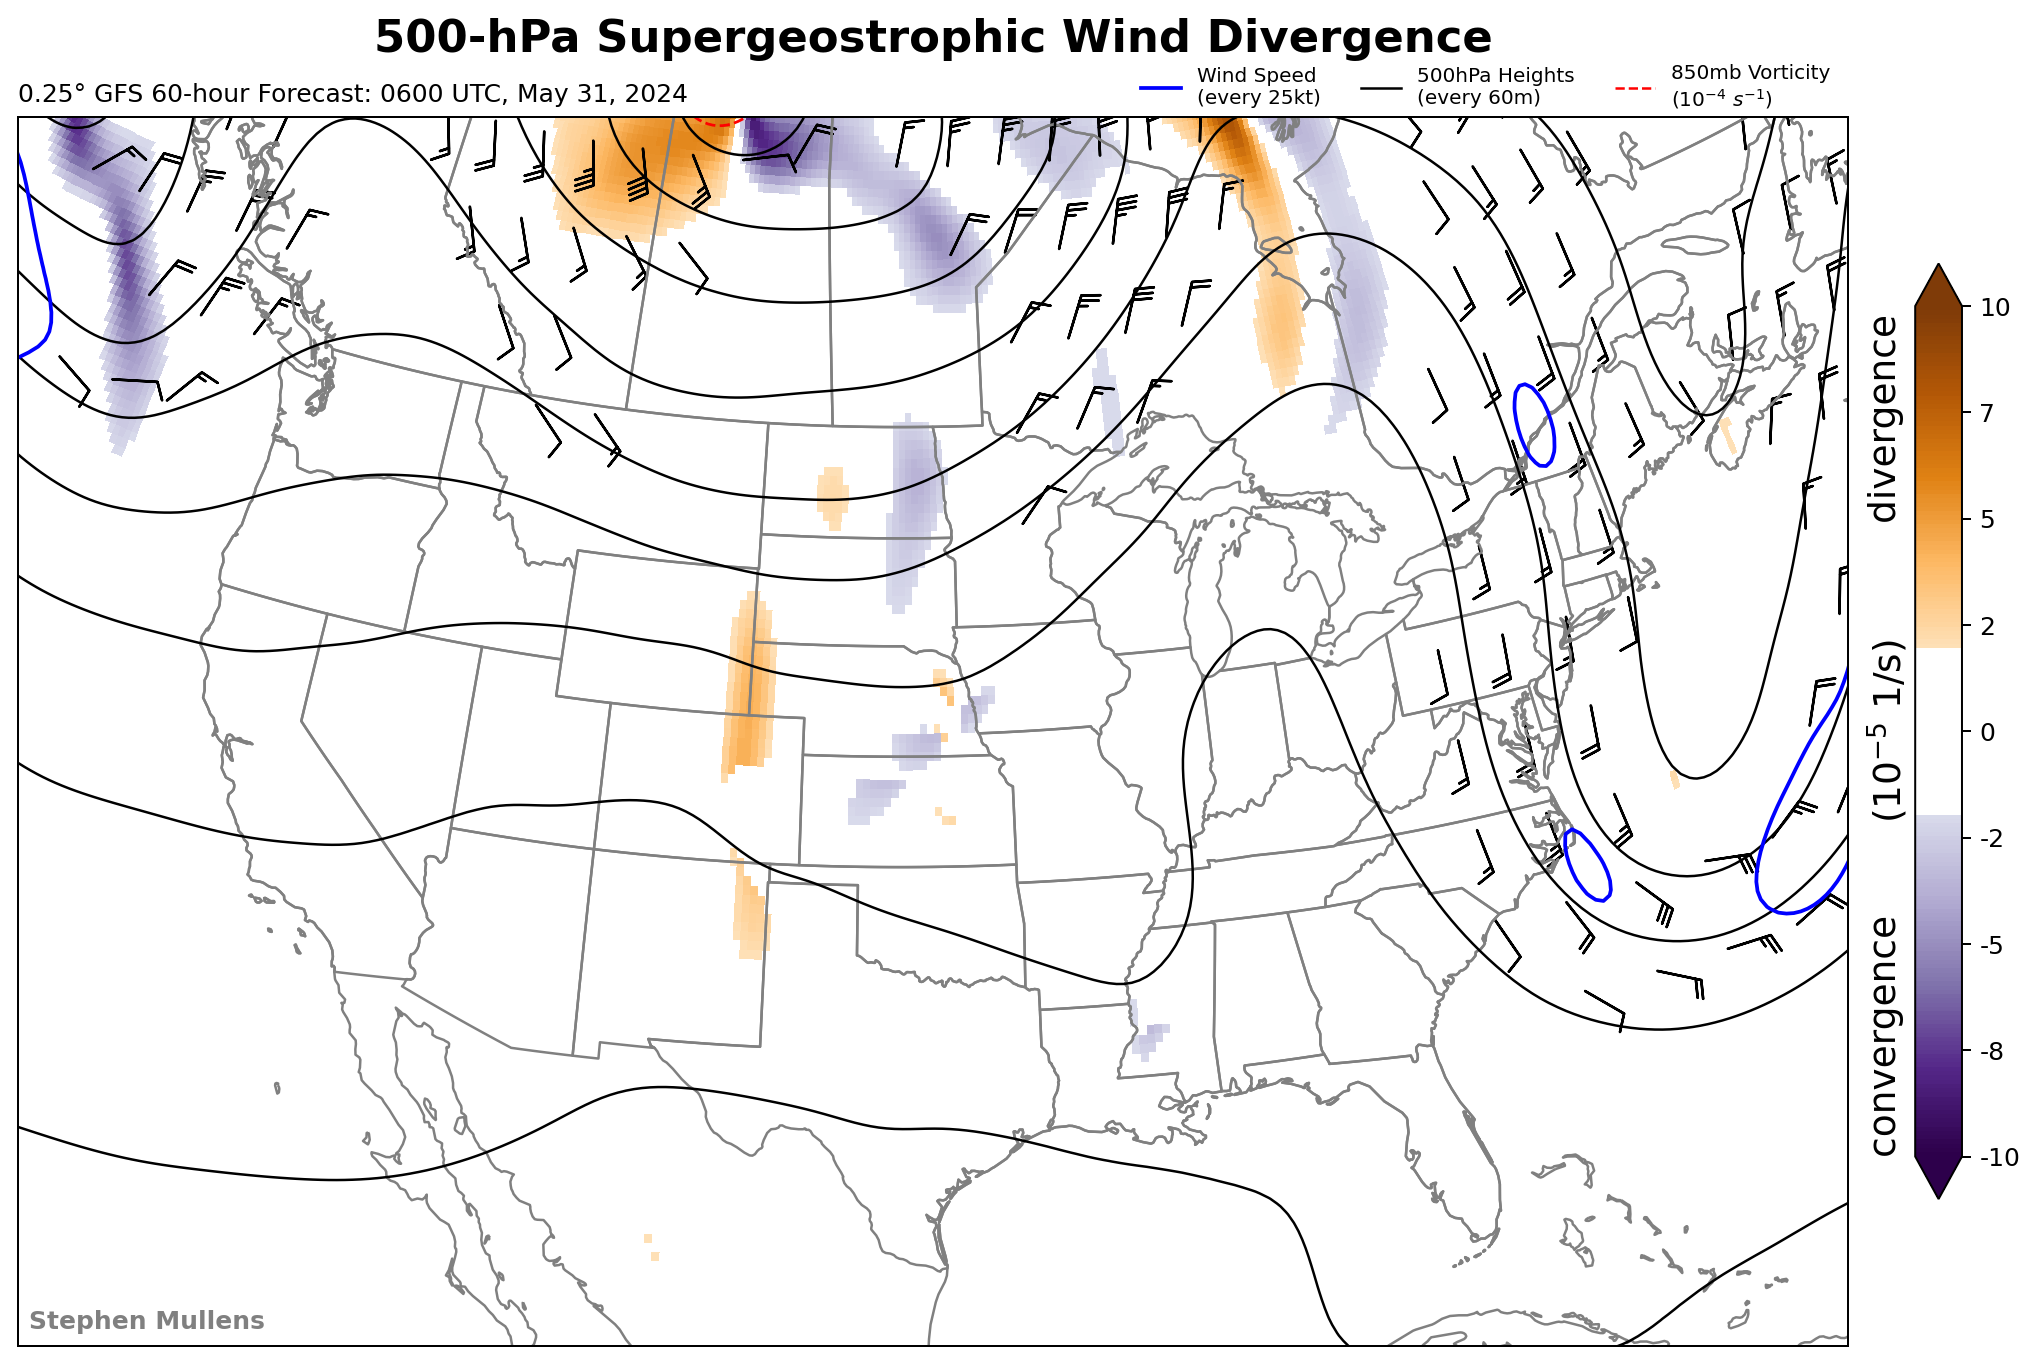 500-hPa Supergeostrophic Wind Divergence
0.25° GFS 60-hour Forecast: 0600 UTC, May 31, 2024
Wind Speed
(every 25kt)
500hPa Heights
(every 60m)
850mb Vorticity
(10⁻⁴ s⁻¹)
10
7
5
2
0
-2
-5
-8
-10
convergence (10⁻⁵ 1/s) divergence
Stephen Mullens